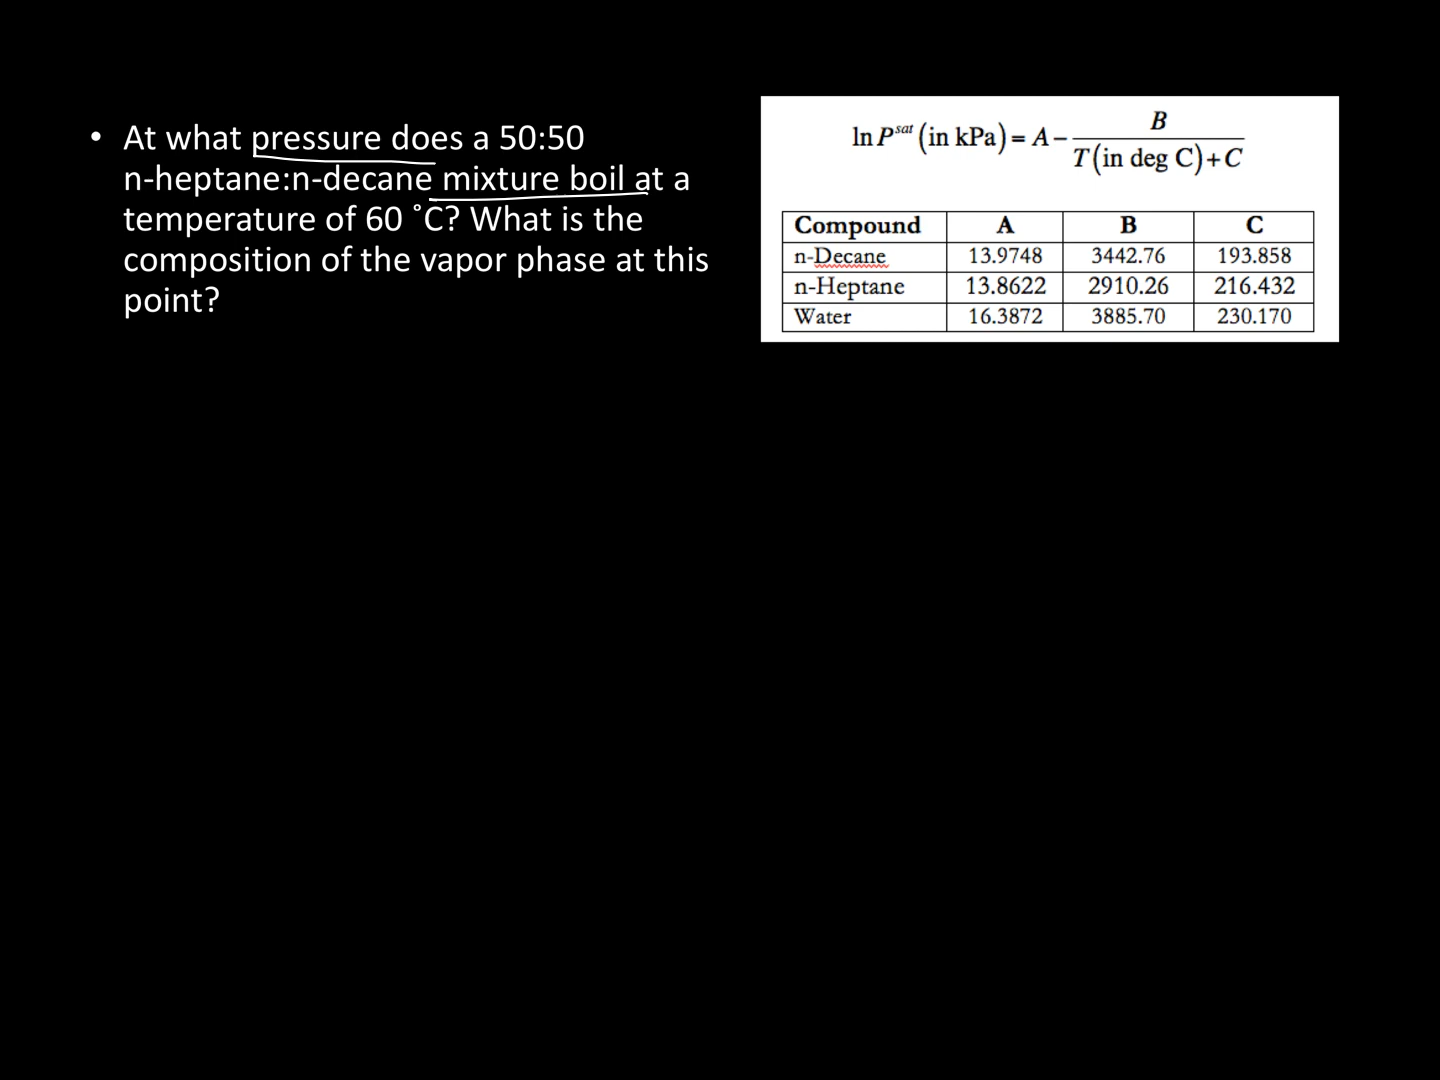 • At what pressure does a 50:50
n-heptane:n-decane mixture boil at a
temperature of 60 ˚C? What is the
composition of the vapor phase at this
point?
ln P^sat (in kPa) = A − B / (T (in deg C) + C)
Compound A B C
n-Decane 13.9748 3442.76 193.858
n-Heptane 13.8622 2910.26 216.432
Water 16.3872 3885.70 230.170